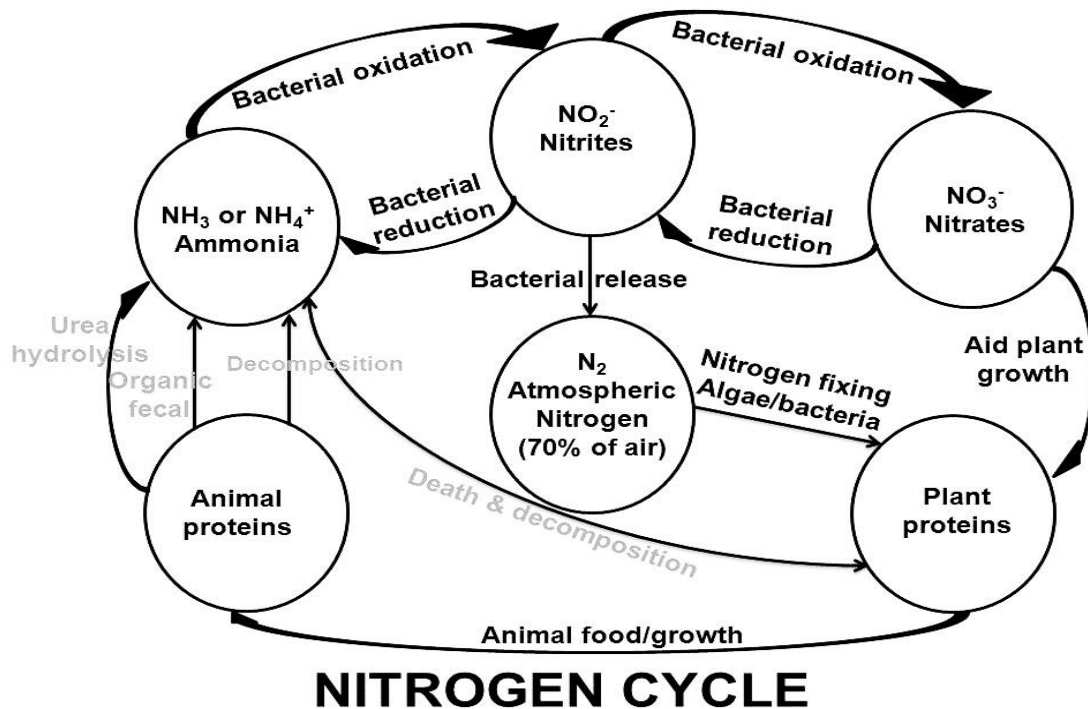 Bacterial oxidation
Bacterial oxidation
NO₂⁻
Nitrites
NH₃ or NH₄⁺
Ammonia
Bacterial
reduction
Bacterial
reduction
NO₃⁻
Nitrates
Bacterial release
Urea
hydrolysis
Organic
fecal
Decomposition
N₂
Atmospheric
Nitrogen
(70% of air)
Nitrogen fixing
Algae/bacteria
Aid plant
growth
Animal
proteins
Death & decomposition
Plant
proteins
Animal food/growth
NITROGEN CYCLE